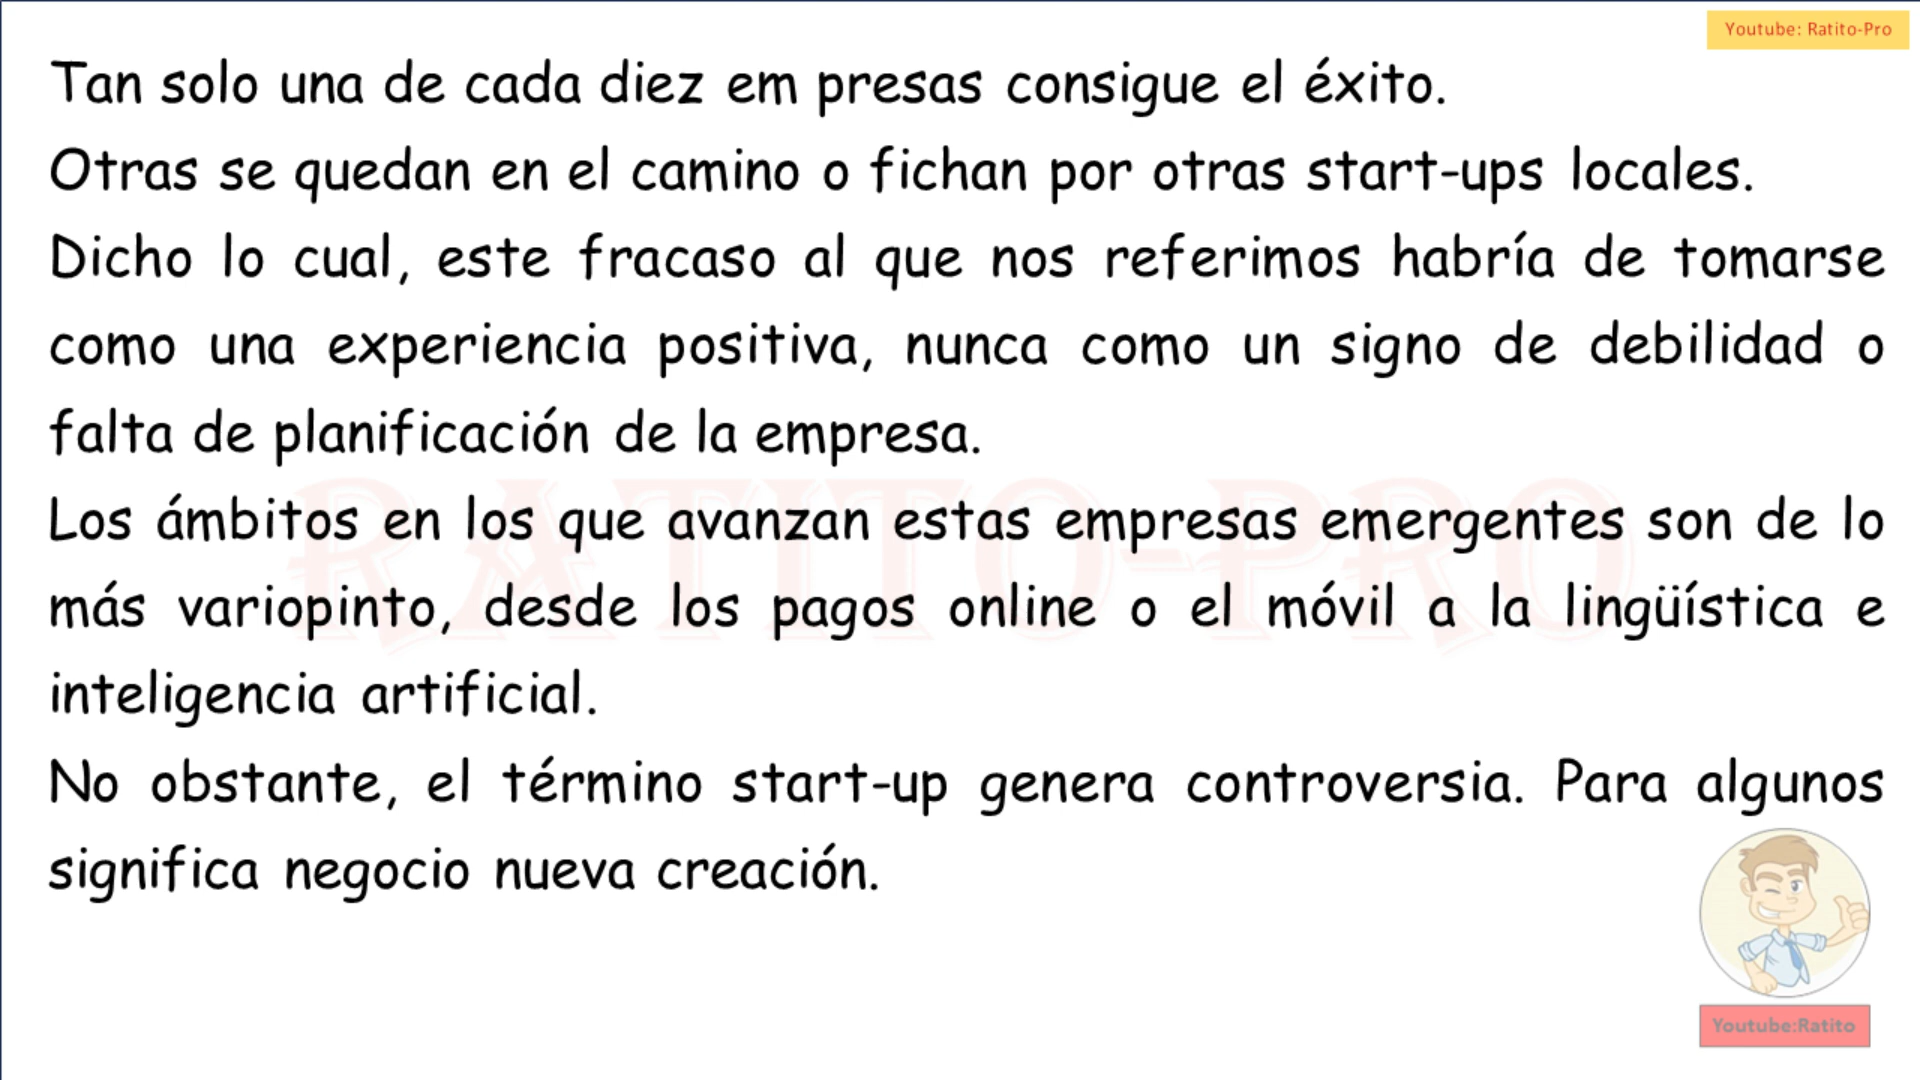 Youtube: Ratito-Pro
Tan solo una de cada diez em presas consigue el éxito.
Otras se quedan en el camino o fichan por otras start-ups locales.
Dicho lo cual, este fracaso al que nos referimos habría de tomarse
como una experiencia positiva, nunca como un signo de debilidad o
falta de planificación de la empresa.
Los ámbitos en los que avanzan estas empresas emergentes son de lo
más variopinto, desde los pagos online o el móvil a la lingüística e
inteligencia artificial.
No obstante, el término start-up genera controversia. Para algunos
significa negocio nueva creación.
RATITO-PRO
Youtube:Ratito